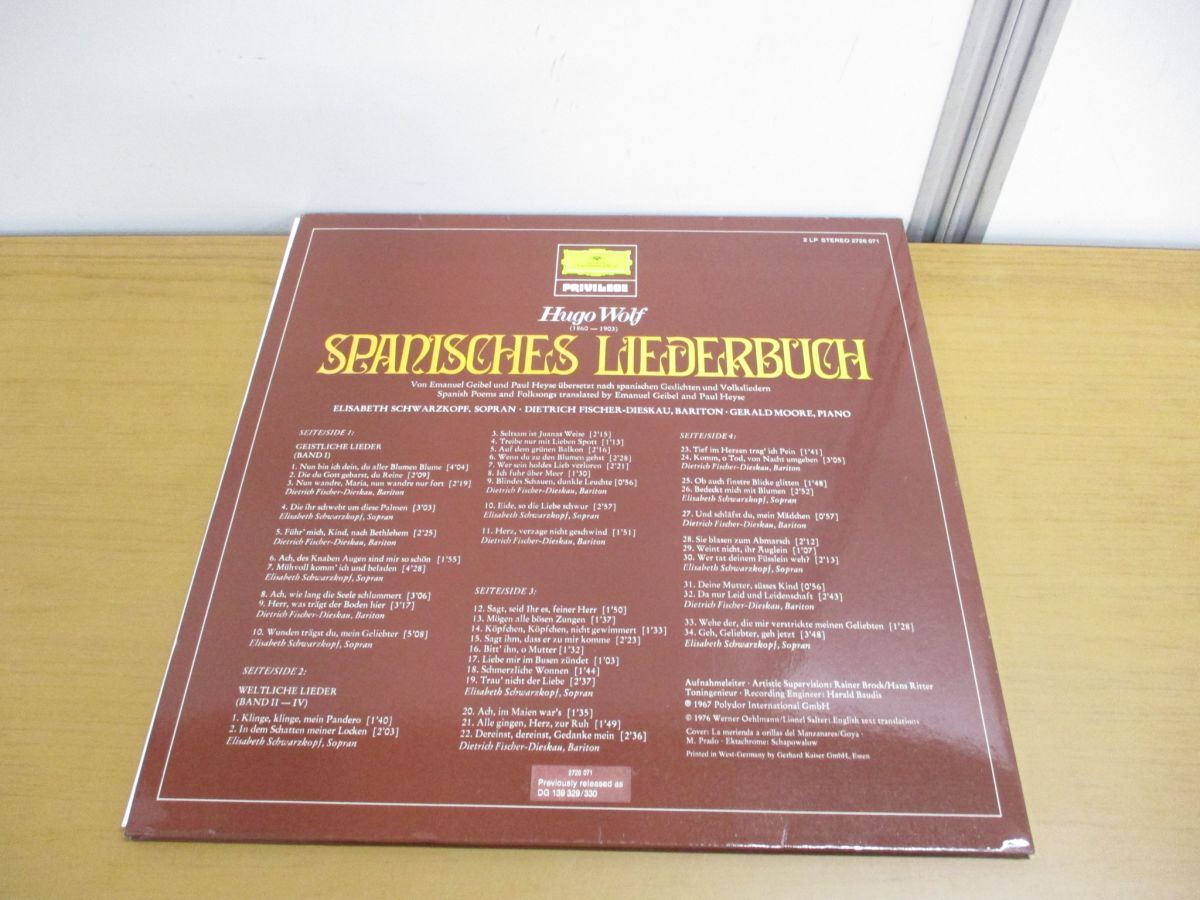 2 LP STEREO 2726 071
PRIVILEGE
Hugo Wolf
(1860 — 1903)
SPANISCHES LIEDERBUCH
Von Emanuel Geibel und Paul Heyse übersetzt nach spanischen Gedichten und Volksliedern
Spanish Poems and Folksongs translated by Emanuel Geibel and Paul Heyse
ELISABETH SCHWARZKOPF, SOPRAN · DIETRICH FISCHER-DIESKAU, BARITON · GERALD MOORE, PIANO
SEITE/SIDE 1:
GEISTLICHE LIEDER
(BAND I)
1. Nun bin ich dein, du aller Blumen Blume [4'04]
2. Die du Gott gebarst, du Reine [2'09]
3. Nun wandre, Maria, nun wandre nur fort [2'19]
Dietrich Fischer-Dieskau, Bariton
4. Die ihr schwebt um diese Palmen [3'03]
Elisabeth Schwarzkopf, Sopran
5. Führ' mich, Kind, nach Bethlehem [2'25]
Dietrich Fischer-Dieskau, Bariton
6. Ach, des Knaben Augen sind mir so schön [1'55]
7. Mühvoll komm' ich und beladen [4'28]
Elisabeth Schwarzkopf, Sopran
8. Ach, wie lang die Seele schlummert [3'06]
9. Herr, was trägt der Boden hier [3'17]
Dietrich Fischer-Dieskau, Bariton
10. Wunden trägst du, mein Geliebter [5'08]
Elisabeth Schwarzkopf, Sopran
SEITE/SIDE 2:
WELTLICHE LIEDER
(BAND II — IV)
1. Klinge, klinge, mein Pandero [1'40]
2. In dem Schatten meiner Locken [2'03]
Elisabeth Schwarzkopf, Sopran
3. Seltsam ist Juanas Weise [2'15]
4. Treibe nur mit Lieben Spott [1'13]
5. Auf dem grünen Balkon [2'16]
6. Wenn du zu den Blumen gehst [2'28]
7. Wer sein holdes Lieb verloren [2'21]
8. Ich fuhr über Meer [1'30]
9. Blindes Schauen, dunkle Leuchte [0'56]
Dietrich Fischer-Dieskau, Bariton
10. Eide, so die Liebe schwur [2'57]
Elisabeth Schwarzkopf, Sopran
11. Herz, verzage nicht geschwind [1'51]
Dietrich Fischer-Dieskau, Bariton
SEITE/SIDE 3:
12. Sagt, seid Ihr es, feiner Herr [1'50]
13. Mögen alle bösen Zungen [1'37]
14. Köpfchen, Köpfchen, nicht gewimmert [1'33]
15. Sagt ihm, dass er zu mir komme [2'23]
16. Bitt' ihn, o Mutter [1'32]
17. Liebe mir im Busen zündet [1'03]
18. Schmerzliche Wonnen [1'44]
19. Trau' nicht der Liebe [2'37]
Elisabeth Schwarzkopf, Sopran
20. Ach, im Maien war's [1'35]
21. Alle gingen, Herz, zur Ruh [1'49]
22. Dereinst, dereinst, Gedanke mein [2'36]
Dietrich Fischer-Dieskau, Bariton
SEITE/SIDE 4:
23. Tief im Herzen trag' ich Pein [1'41]
24. Komm, o Tod, von Nacht umgeben [3'05]
Dietrich Fischer-Dieskau, Bariton
25. Ob auch finstre Blicke glitten [1'48]
26. Bedeckt mich mit Blumen [2'52]
Elisabeth Schwarzkopf, Sopran
27. Und schläfst du, mein Mädchen [0'57]
Dietrich Fischer-Dieskau, Bariton
28. Sie blasen zum Abmarsch [2'12]
29. Weint nicht, ihr Äuglein [1'07]
30. Wer tat deinem Füsslein weh? [2'13]
Elisabeth Schwarzkopf, Sopran
31. Deine Mutter, süsses Kind [0'56]
32. Da nur Leid und Leidenschaft [2'43]
Dietrich Fischer-Dieskau, Bariton
33. Wehe der, die mir verstrickte meinen Geliebten [1'28]
34. Geh, Geliebter, geh jetzt [3'48]
Elisabeth Schwarzkopf, Sopran
Aufnahmeleiter · Artistic Supervision: Rainer Brock/Hans Ritter
Toningenieur · Recording Engineer: Harald Baudis
℗ 1967 Polydor International GmbH
© 1976 Werner Oehlmann/Lionel Salter: English text translations
Cover: La merienda a orillas del Manzanares/Goya
M. Prado · Ektachrome: Schapowalow
Printed in West-Germany by Gerhard Kaiser GmbH, Essen
2726 071
Previously released as
DG 139 329/330